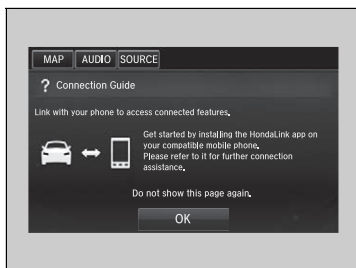 MAP AUDIO SOURCE
? Connection Guide
Link with your phone to access connected features.
Get started by installing the HondaLink app on
your compatible mobile phone.
Please refer to it for further connection
assistance.
Do not show this page again.
OK